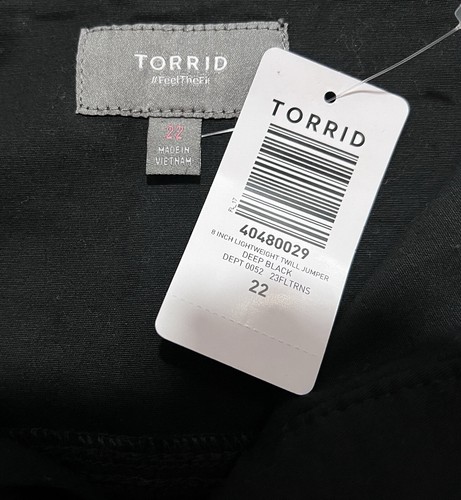 TORRID
#FeelTheFit
22
MADE IN
VIETNAM
TORRID
PL_17
40480029
8 INCH LIGHTWEIGHT TWILL JUMPER
DEEP BLACK
DEPT 0052 23FLTRNS
22